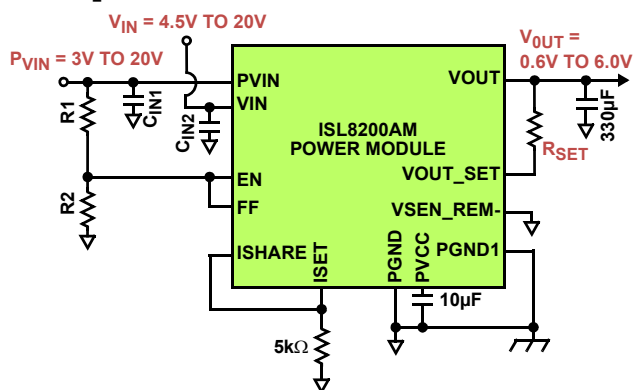 V_IN = 4.5V TO 20V
P_VIN = 3V TO 20V
R1
C_IN1
C_IN2
R2
PVIN
VIN
EN
FF
ISHARE
ISET
ISL8200AM
POWER MODULE
VOUT
VOUT_SET
VSEN_REM-
PGND1
PGND
PVCC
V_0UT =
0.6V TO 6.0V
330µF
R_SET
10µF
5kΩ